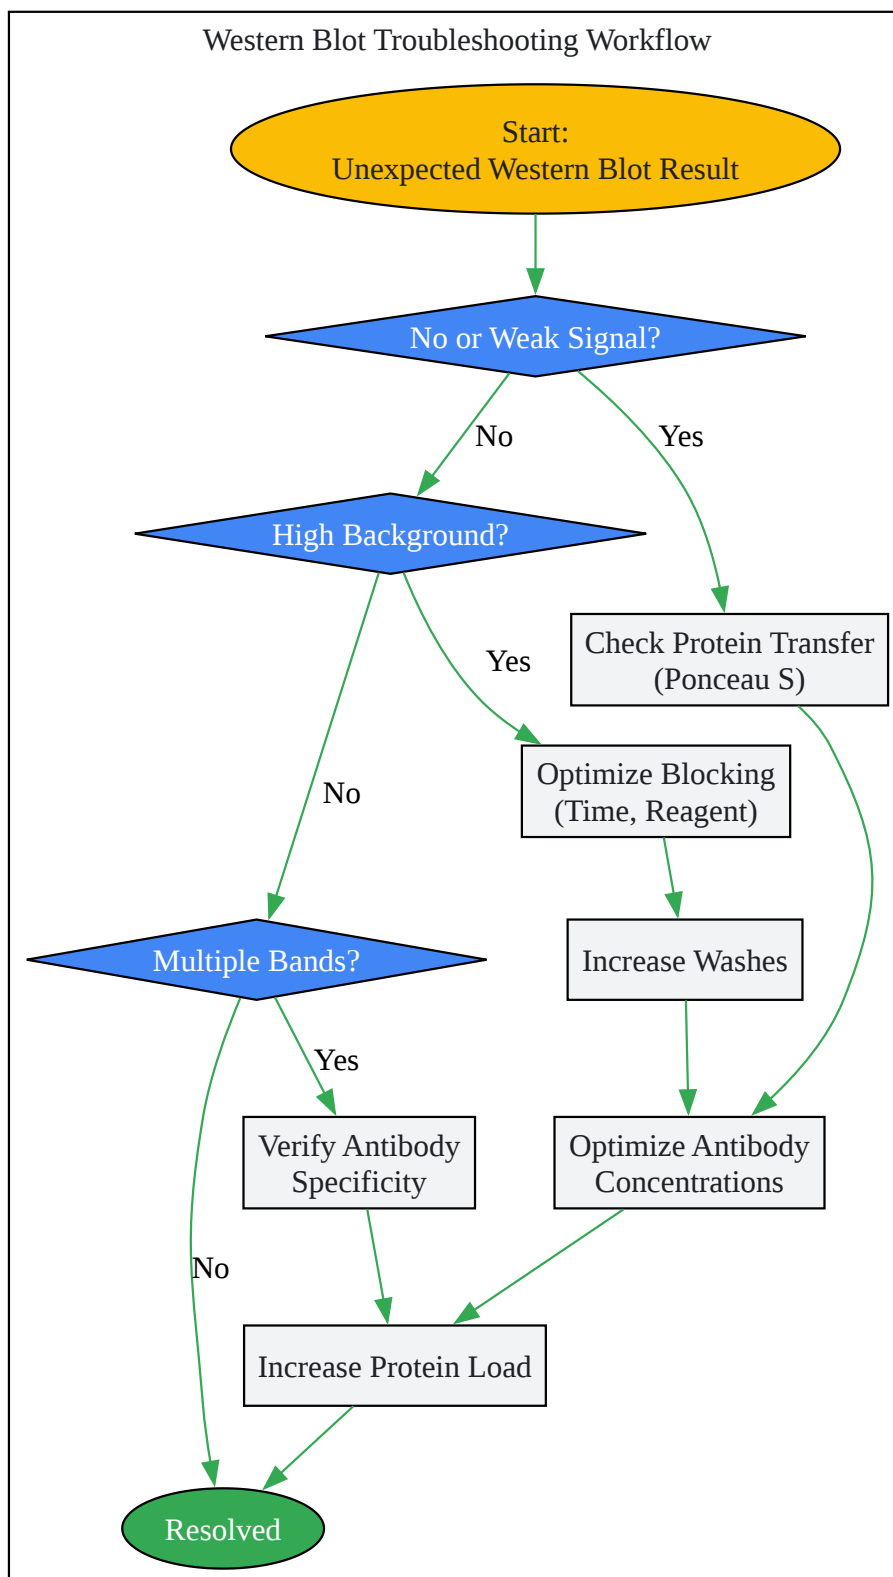 Western Blot Troubleshooting Workflow
Start:
Unexpected Western Blot Result
No or Weak Signal?
No
Yes
High Background?
Yes
Check Protein Transfer
(Ponceau S)
No
Optimize Blocking
(Time, Reagent)
Multiple Bands?
Increase Washes
Yes
Verify Antibody
Specificity
Optimize Antibody
Concentrations
No
Increase Protein Load
Resolved